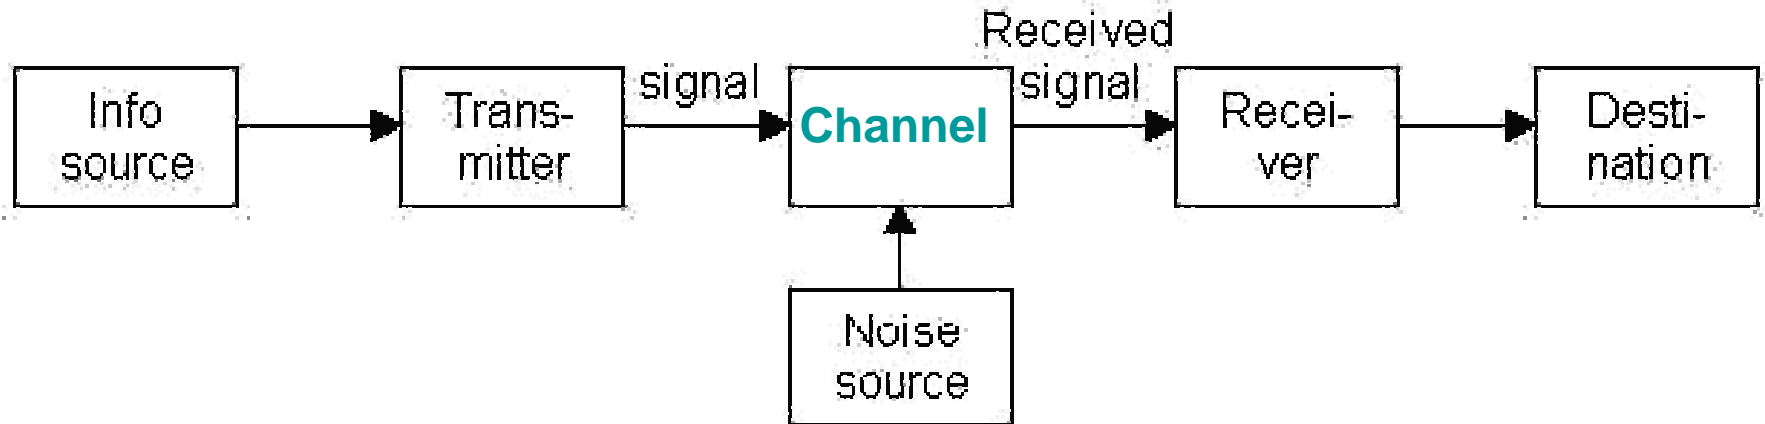 Info
source
Trans-
mitter
signal
Channel
Received
signal
Recei-
ver
Desti-
nation
Noise
source